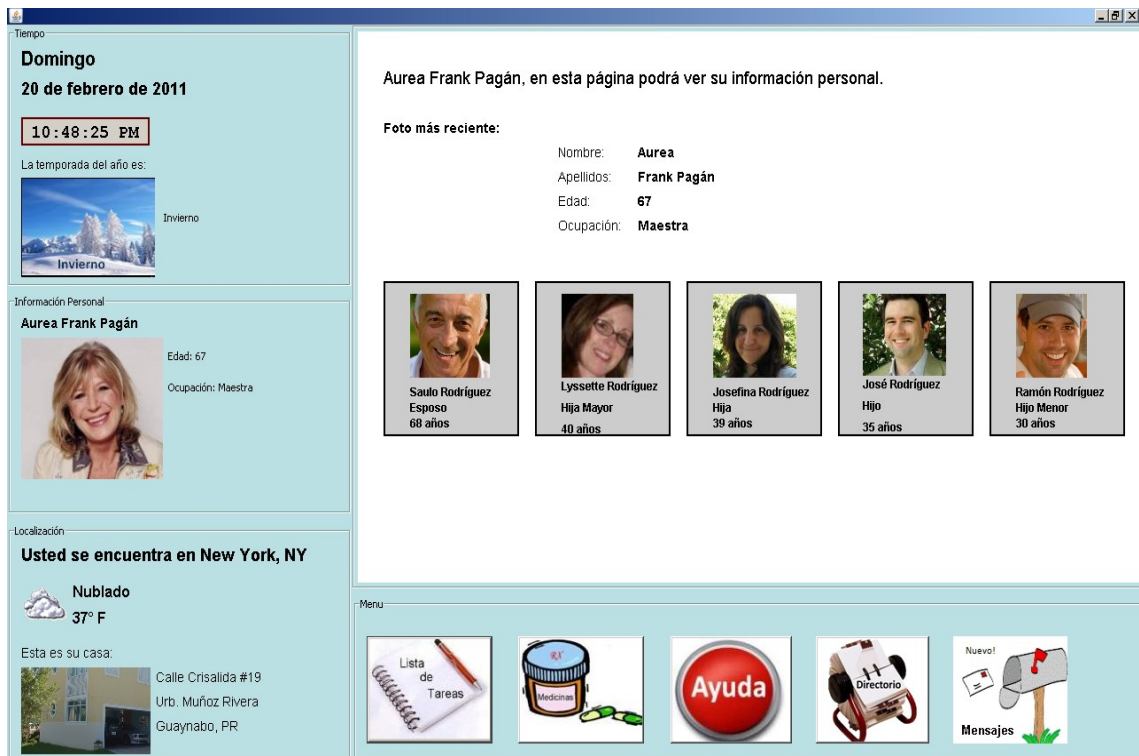 Tiempo
Domingo
20 de febrero de 2011
10:48:25 PM
La temporada del año es:
Invierno
Invierno
Información Personal
Aurea Frank Pagán
Edad: 67
Ocupación: Maestra
Localización
Usted se encuentra en New York, NY
Nublado
37° F
Esta es su casa:
Calle Crisalida #19
Urb. Muñoz Rivera
Guaynabo, PR
Aurea Frank Pagán, en esta página podrá ver su información personal.
Foto más reciente:
Nombre: Aurea
Apellidos: Frank Pagán
Edad: 67
Ocupación: Maestra
Saulo Rodríguez
Esposo
68 años
Lyssette Rodríguez
Hija Mayor
40 años
Josefina Rodríguez
Hija
39 años
José Rodríguez
Hijo
35 años
Ramón Rodríguez
Hijo Menor
30 años
Menu
Lista
de
Tareas
RX
Medicinas
Ayuda
Directorio
Nuevo!
Mensajes